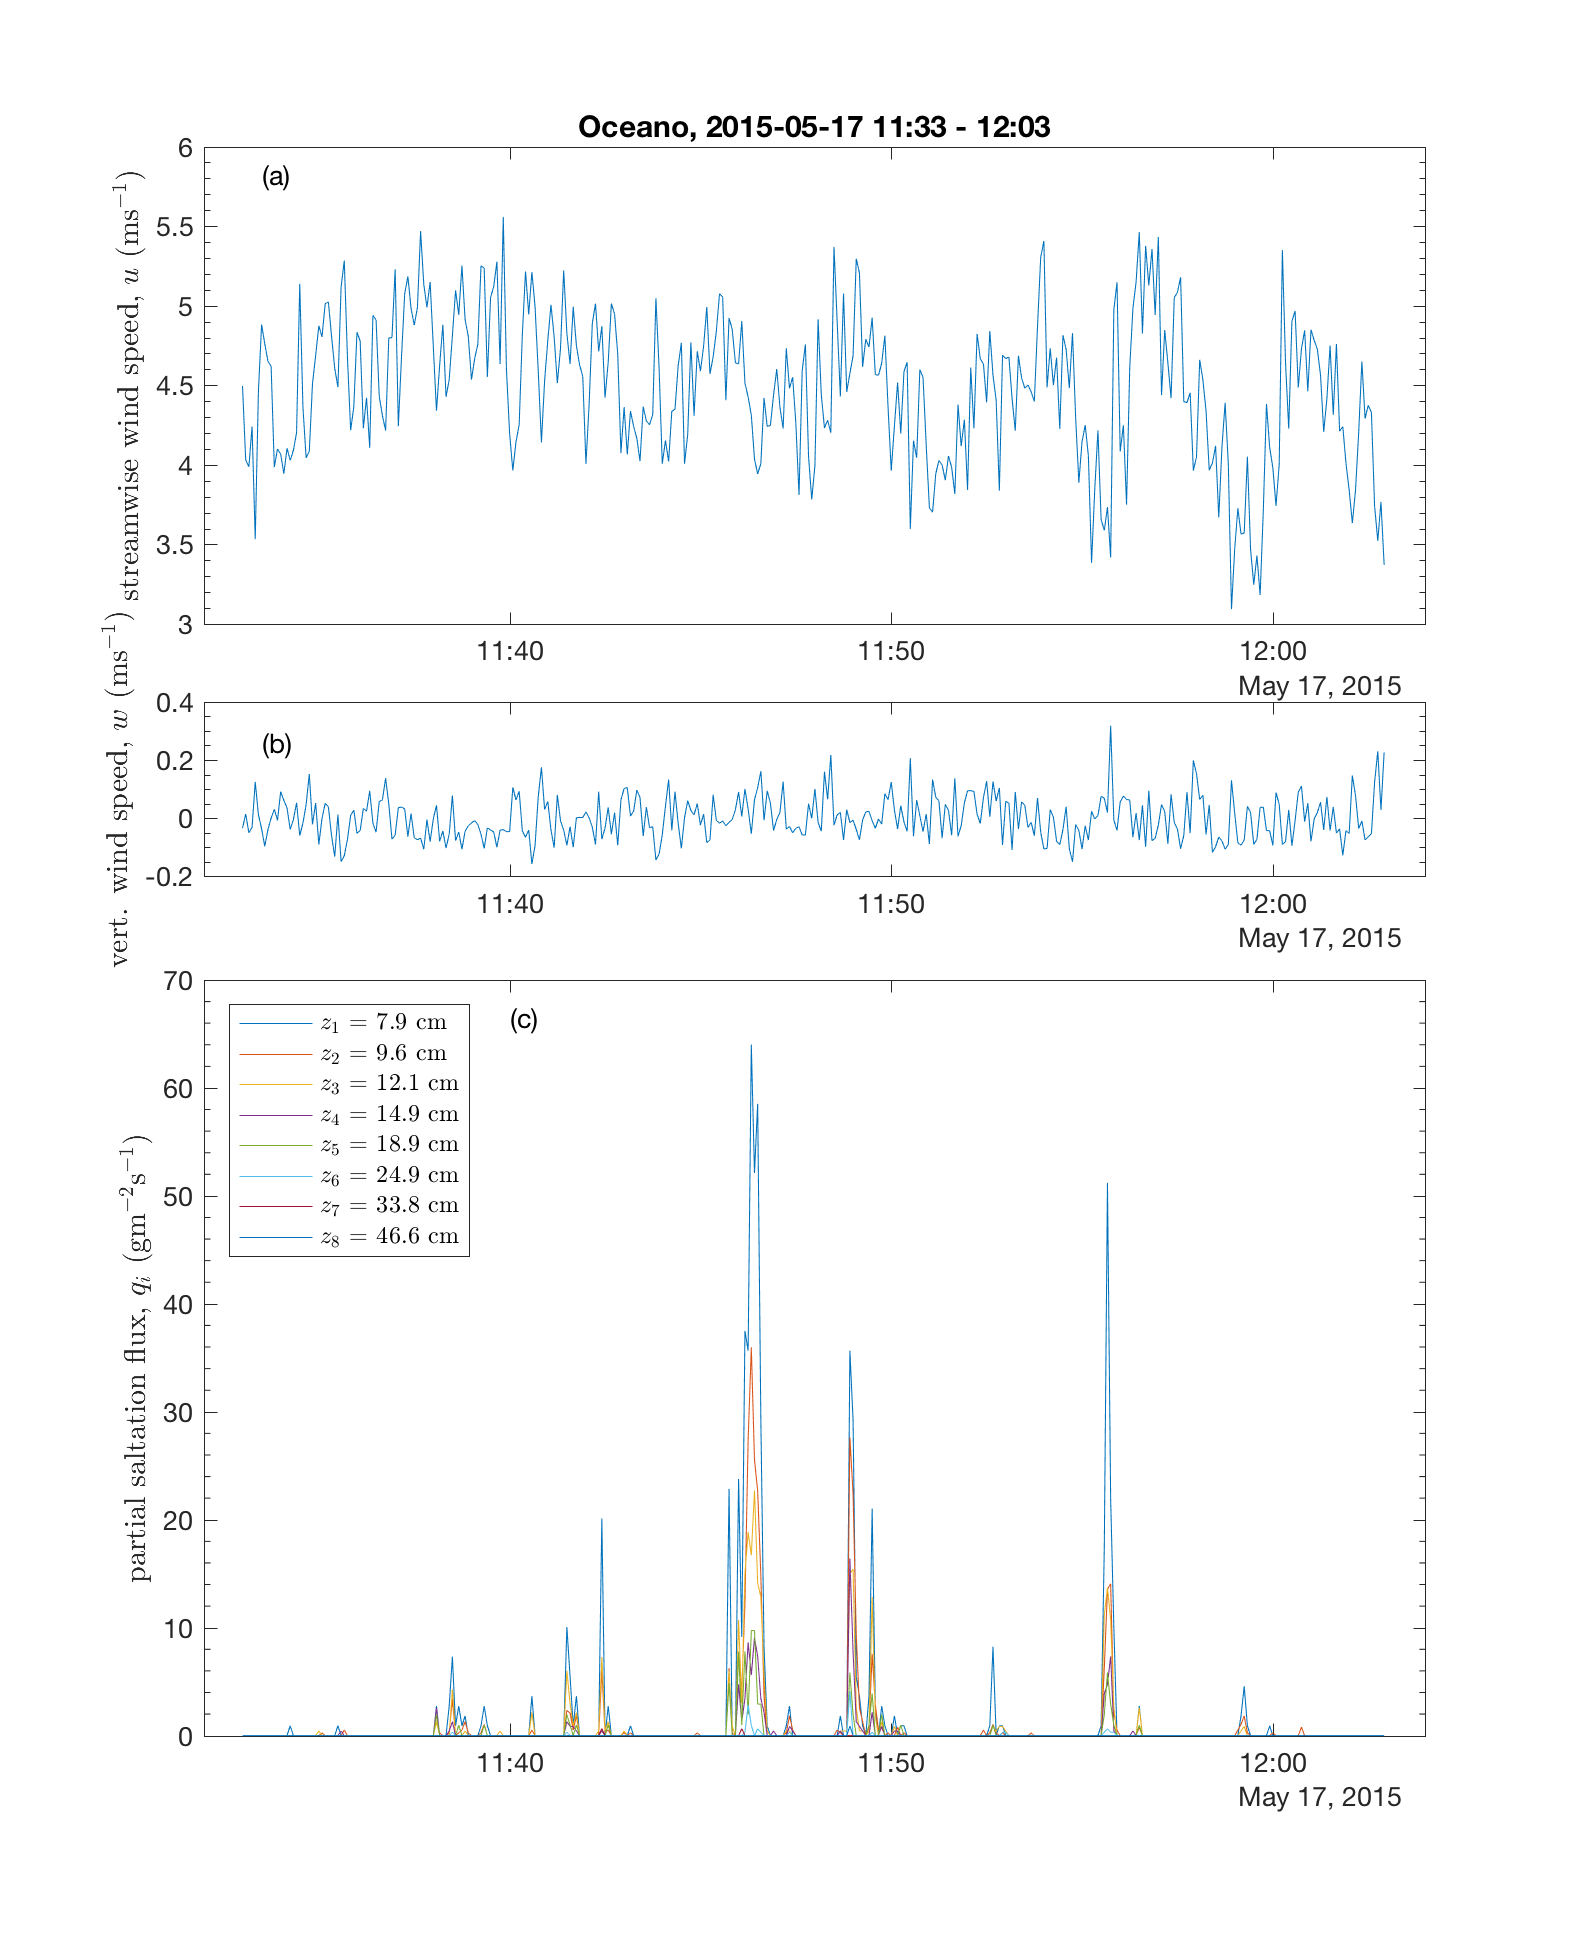 Oceano, 2015-05-17 11:33 - 12:03
(a)
streamwise wind speed, u (ms⁻¹)
6
5.5
5
4.5
4
3.5
3
11:40 11:50 12:00
May 17, 2015
(b)
vert. wind speed, w (ms⁻¹)
0.4
0.2
0
-0.2
11:40 11:50 12:00
May 17, 2015
(c)
partial saltation flux, qᵢ (gm⁻²s⁻¹)
70
60
50
40
30
20
10
0
z₁ = 7.9 cm
z₂ = 9.6 cm
z₃ = 12.1 cm
z₄ = 14.9 cm
z₅ = 18.9 cm
z₆ = 24.9 cm
z₇ = 33.8 cm
z₈ = 46.6 cm
11:40 11:50 12:00
May 17, 2015